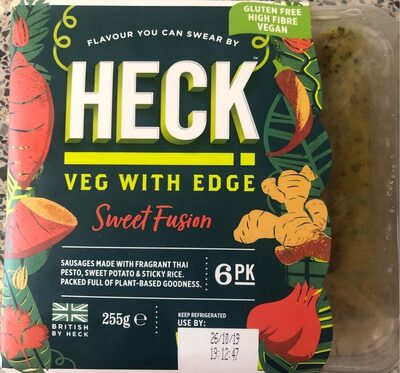 GLUTEN FREE
HIGH FIBRE
VEGAN
FLAVOUR YOU CAN SWEAR BY
HECK™
VEG WITH EDGE
Sweet Fusion
SAUSAGES MADE WITH FRAGRANT THAI
PESTO, SWEET POTATO & STICKY RICE.
PACKED FULL OF PLANT-BASED GOODNESS.
6PK
BRITISH
BY HECK
255g e
KEEP REFRIGERATED
USE BY:
26/10/19
19:12:47